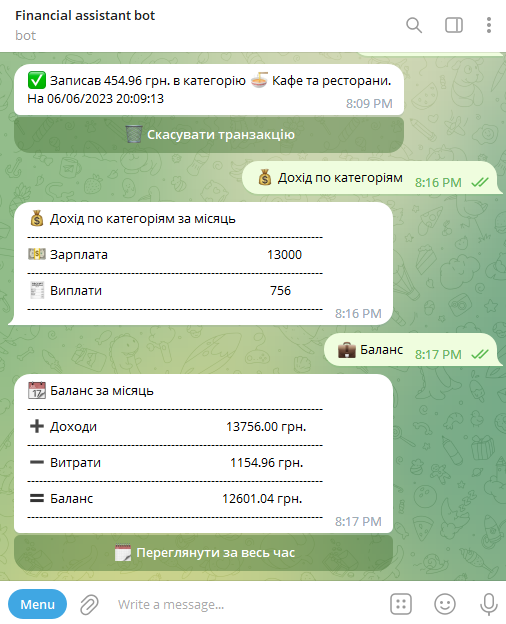 Financial assistant bot
bot
✅ Записав 454.96 грн. в категорію 🍜 Кафе та ресторани.
На 06/06/2023 20:09:13
8:09 PM
🗑 Скасувати транзакцію
💰 Дохід по категоріям 8:16 PM
💰 Дохід по категоріям за місяць
------------------------------------------------------------
💵 Зарплата 13000
------------------------------------------------------------
🧾 Виплати 756
------------------------------------------------------------
8:16 PM
💼 Баланс 8:17 PM
📆 Баланс за місяць
------------------------------------------------------------
➕ Доходи 13756.00 грн.
------------------------------------------------------------
➖ Витрати 1154.96 грн.
------------------------------------------------------------
🟰 Баланс 12601.04 грн.
------------------------------------------------------------
8:17 PM
🗓 Переглянути за весь час
Menu
Write a message...